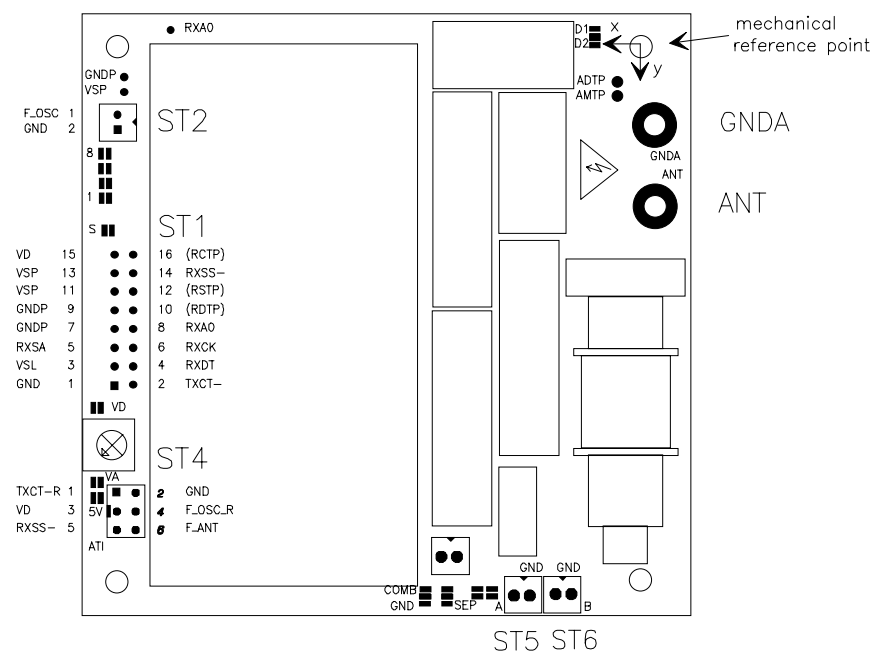 RXA0
D1
D2
x
y
mechanical
reference point
GNDP
VSP
ADTP
AMTP
F_OSC 1
GND 2
ST2
GNDA
GNDA
8
1
ANT
ANT
S
ST1
VD 15 16 (RCTP)
VSP 13 14 RXSS-
VSP 11 12 (RSTP)
GNDP 9 10 (RDTP)
GNDP 7 8 RXA0
RXSA 5 6 RXCK
VSL 3 4 RXDT
GND 1 2 TXCT-
VD
ST4
VA
TXCT-R 1 2 GND
VD 3 5V 4 F_OSC_R
RXSS- 5 6 F_ANT
ATI
GND GND
COMB
GND SEP A B
ST5 ST6